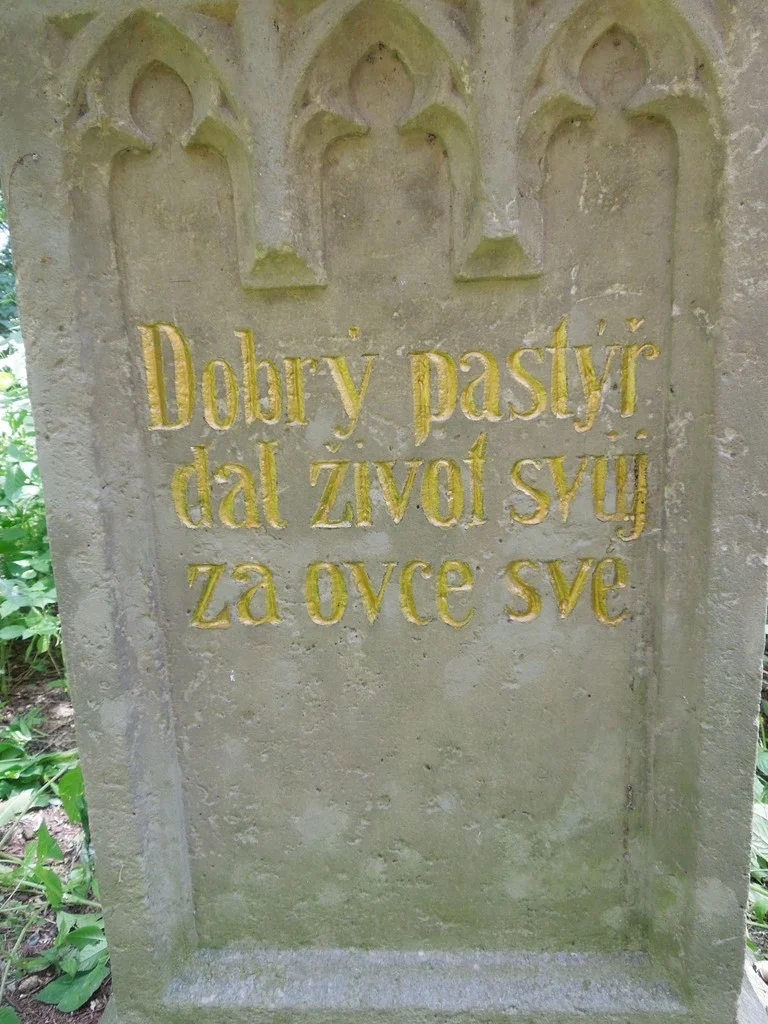 Dobrý pastýř
dal život svůj
za ovce své